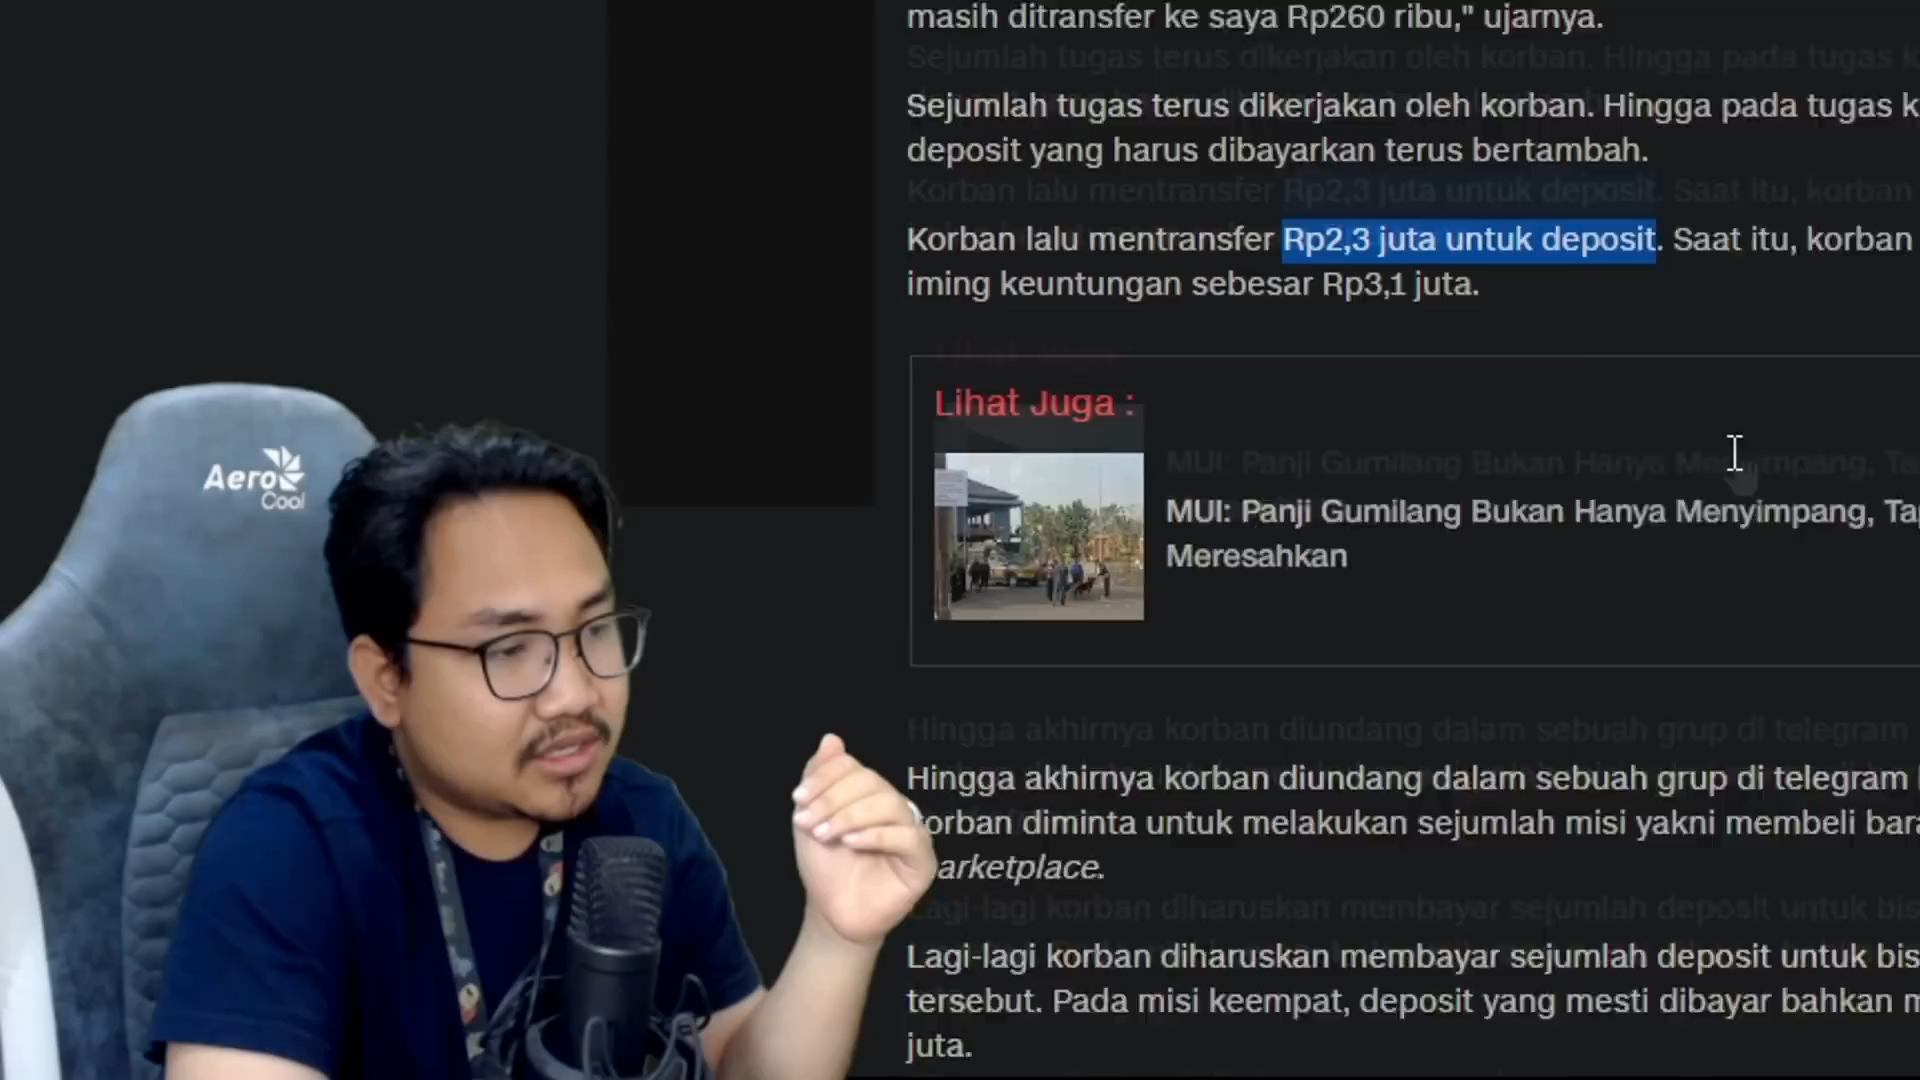 masih ditransfer ke saya Rp260 ribu," ujarnya.
Sejumlah tugas terus dikerjakan oleh korban. Hingga pada tugas k
deposit yang harus dibayarkan terus bertambah.
Korban lalu mentransfer Rp2,3 juta untuk deposit. Saat itu, korban
iming keuntungan sebesar Rp3,1 juta.
Lihat Juga :
MUI: Panji Gumilang Bukan Hanya Menyimpang, Ta
Meresahkan
Hingga akhirnya korban diundang dalam sebuah grup di telegram
korban diminta untuk melakukan sejumlah misi yakni membeli bara
arketplace.
Lagi-lagi korban diharuskan membayar sejumlah deposit untuk bis
tersebut. Pada misi keempat, deposit yang mesti dibayar bahkan m
juta.
Aero
Cool